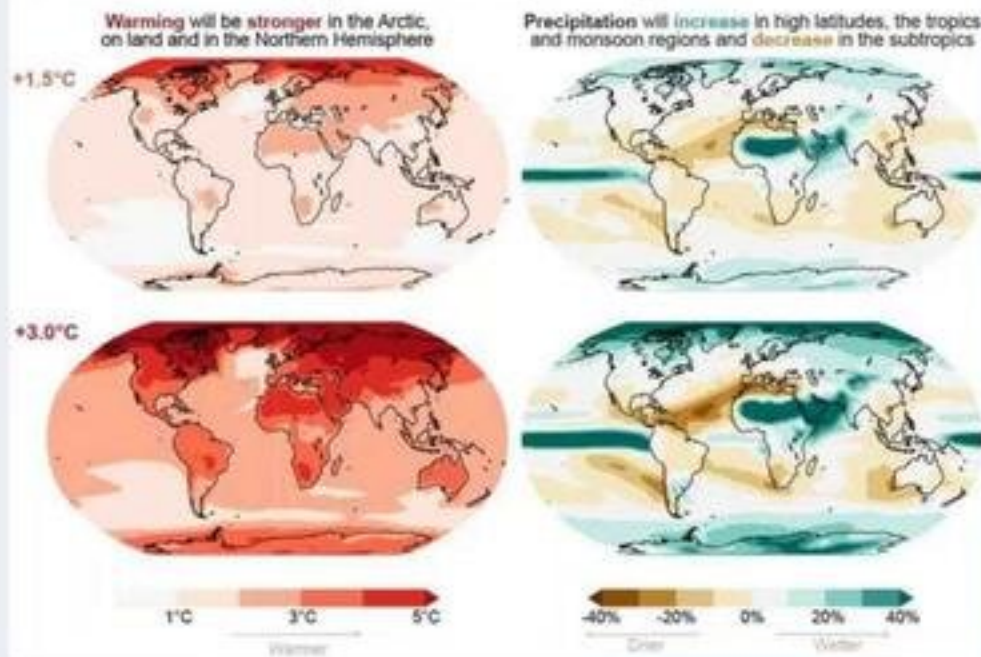 Warming will be stronger in the Arctic,
on land and in the Northern Hemisphere
Precipitation will increase in high latitudes, the tropics
and monsoon regions and decrease in the subtropics
+1.5°C
+3.0°C
1°C 3°C 5°C
Warmer
-40% -20% 0% 20% 40%
Drier Wetter